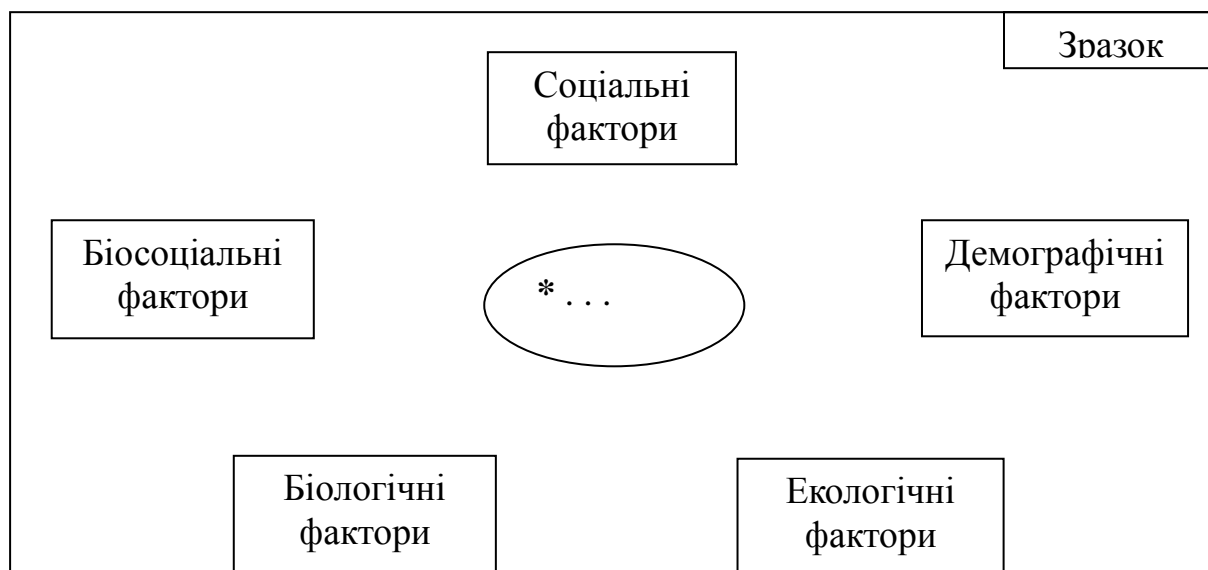 Зразок
Соціальні
фактори
Біосоціальні
фактори
* . . .
Демографічні
фактори
Біологічні
фактори
Екологічні
фактори